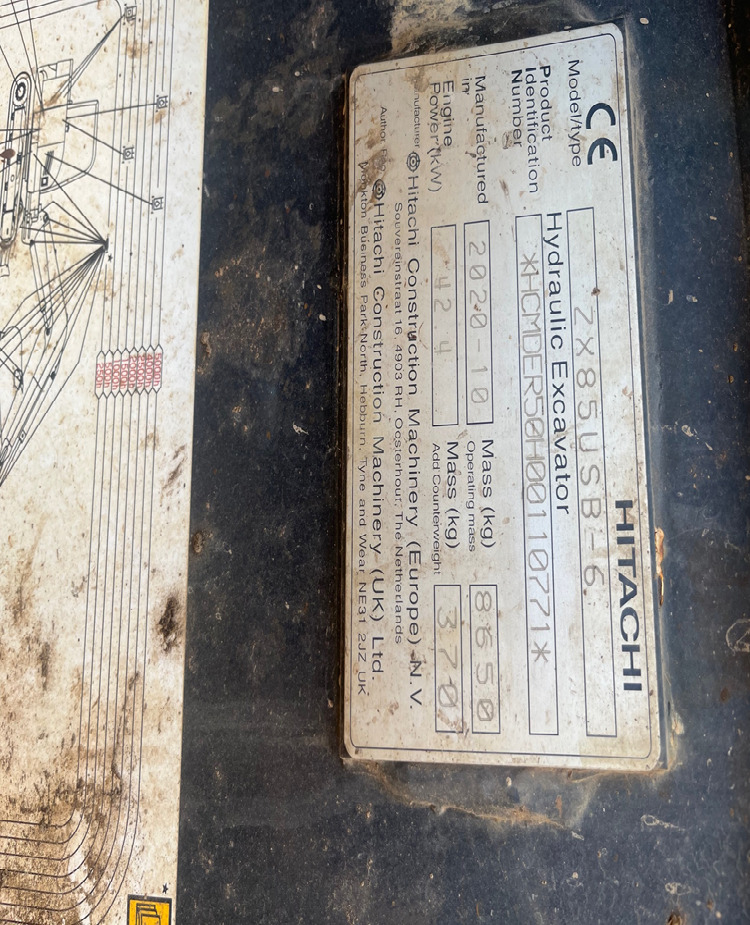 HITACHI
CE
Model/type ZX85USB-6
Hydraulic Excavator
Product Identification Number *HCMDER50H00110771*
Manufactured in 2020-10 Mass (kg) Operating mass 8650
Engine Power (kW) 42.4 Mass (kg) Add Counterweight 370
Hitachi Construction Machinery (Europe) N.V.
Souvereinstraat 16, 4903 RH, Oosterhout, The Netherlands
Hitachi Construction Machinery (UK) Ltd.
Business Park North, Hebburn, Tyne and Wear NE31 2JZ UK